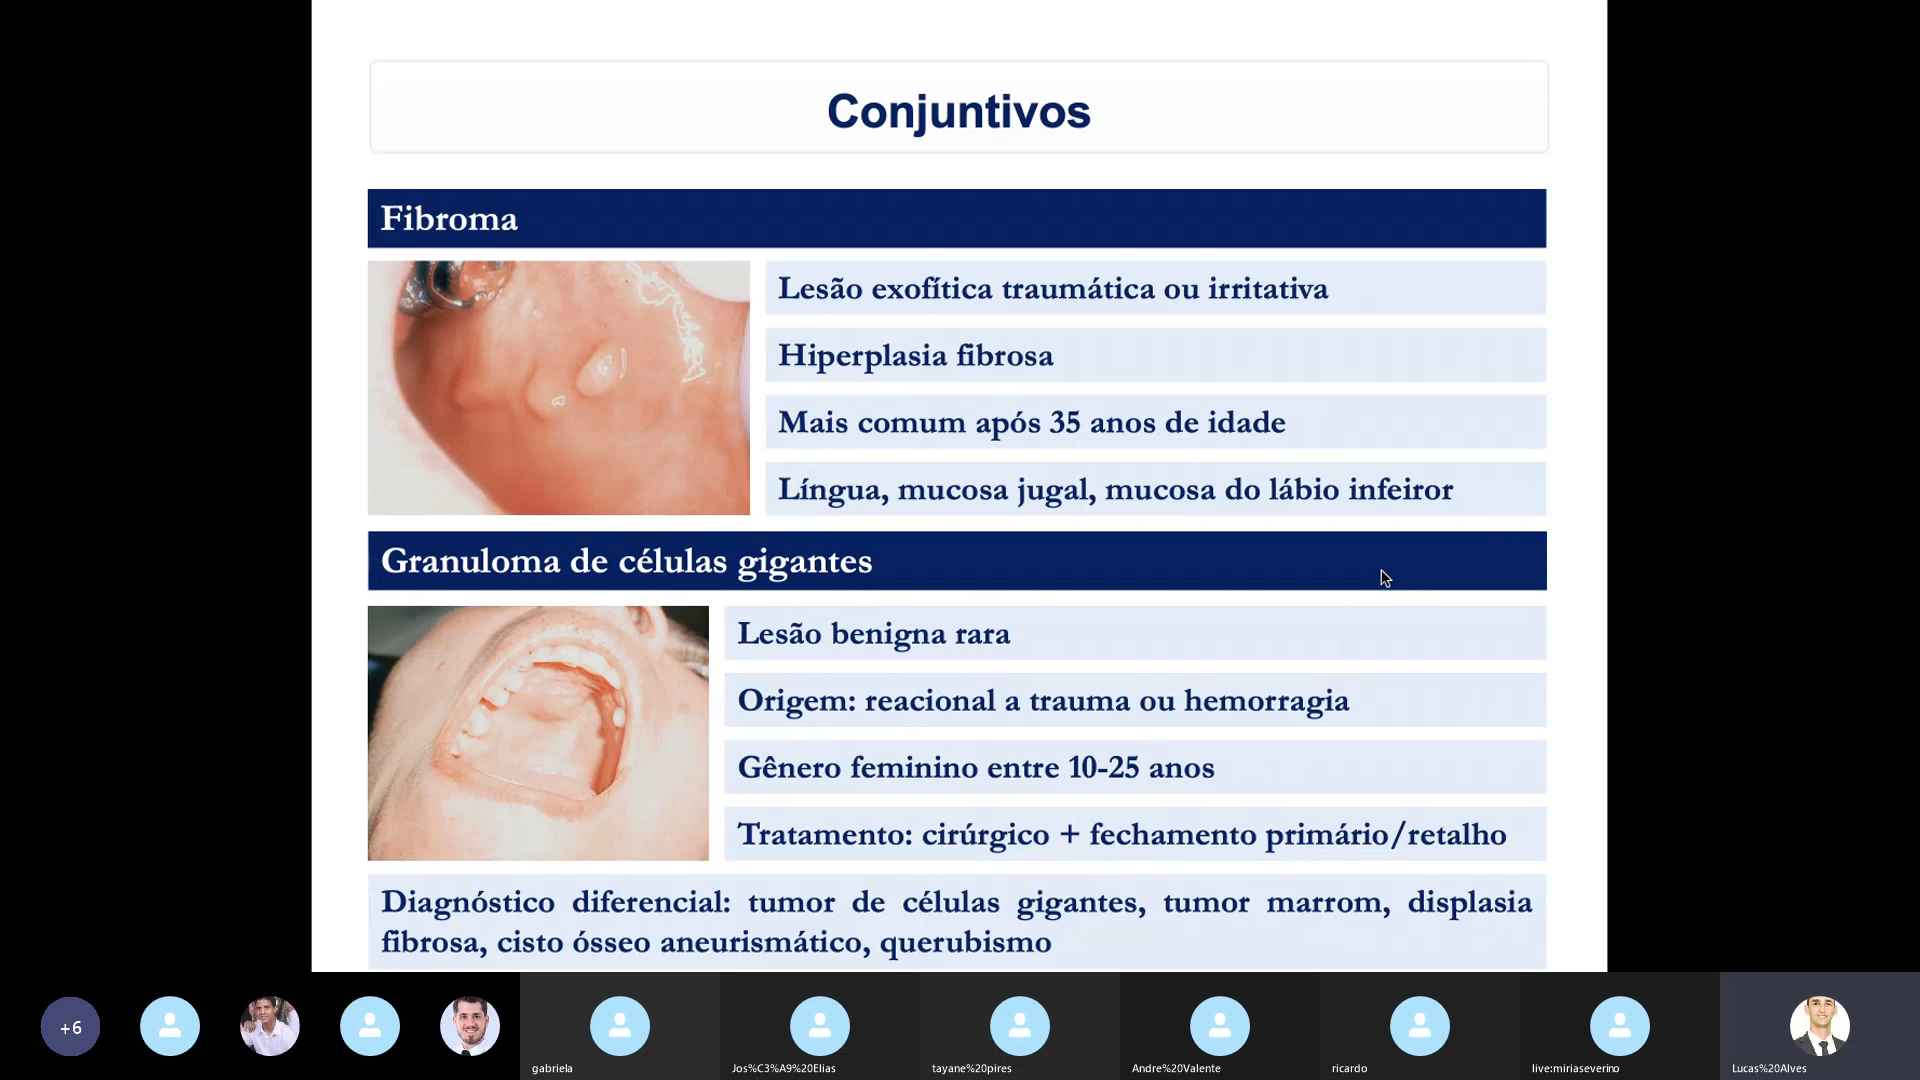 Conjuntivos
Fibroma
Lesão exofítica traumática ou irritativa
Hiperplasia fibrosa
Mais comum após 35 anos de idade
Língua, mucosa jugal, mucosa do lábio infeiror
Granuloma de células gigantes
Lesão benigna rara
Origem: reacional a trauma ou hemorragia
Gênero feminino entre 10-25 anos
Tratamento: cirúrgico + fechamento primário/retalho
Diagnóstico diferencial: tumor de células gigantes, tumor marrom, displasia
fibrosa, cisto ósseo aneurismático, querubismo
+6
gabriela
Jos%C3%A9%20Elias
tayane%20pires
Andre%20Valente
ricardo
live:miriaseverino
Lucas%20Alves